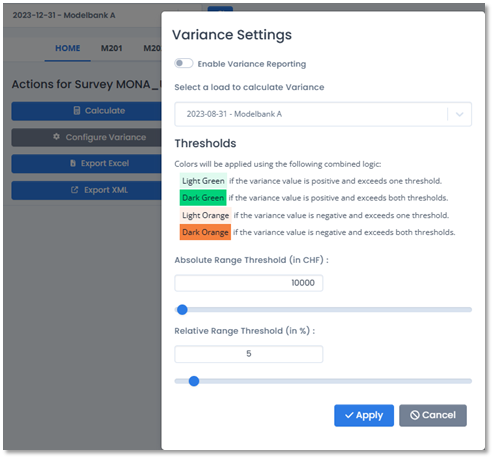 2023-12-31 - Modelbank A
HOME M201 M20
Actions for Survey MONA_U
Calculate
Configure Variance
Export Excel
Export XML
Variance Settings
Enable Variance Reporting
Select a load to calculate Variance
2023-08-31 - Modelbank A
Thresholds
Colors will be applied using the following combined logic:
Light Green if the variance value is positive and exceeds one threshold.
Dark Green if the variance value is positive and exceeds both thresholds.
Light Orange if the variance value is negative and exceeds one threshold.
Dark Orange if the variance value is negative and exceeds both thresholds.
Absolute Range Threshold (in CHF) :
10000
Relative Range Threshold (in %) :
5
Apply Cancel